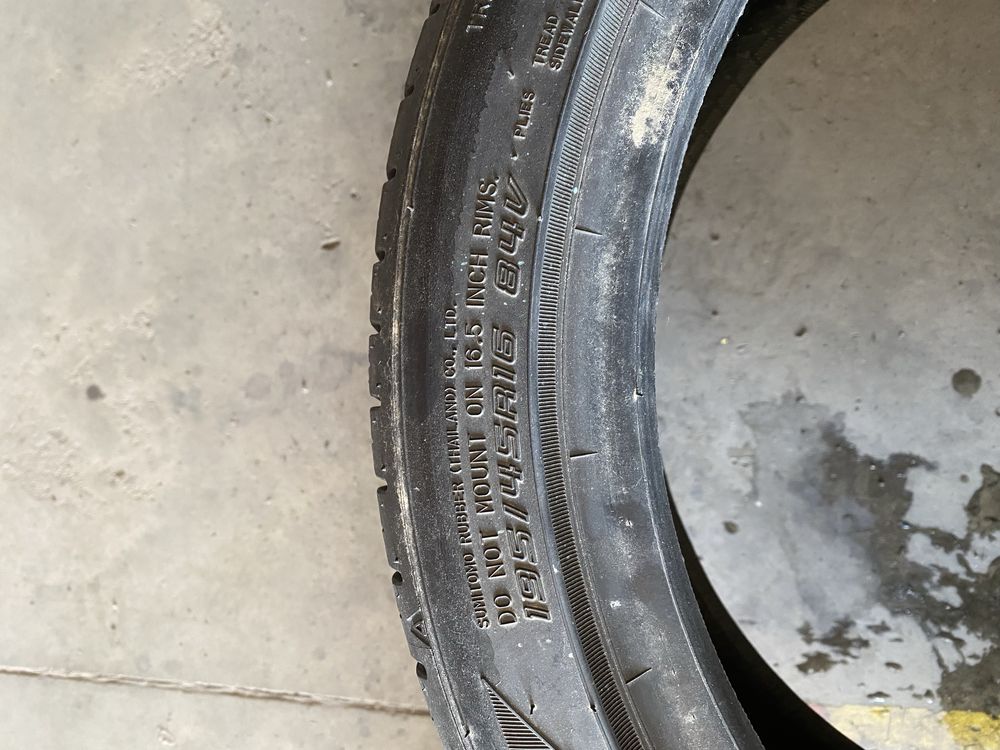 SUMITOMO RUBBER (THAILAND) CO., LTD.
DO NOT MOUNT ON 16.5 INCH RIMS.
195/45R16 84V
PLIES
TREAD
SIDEWALL